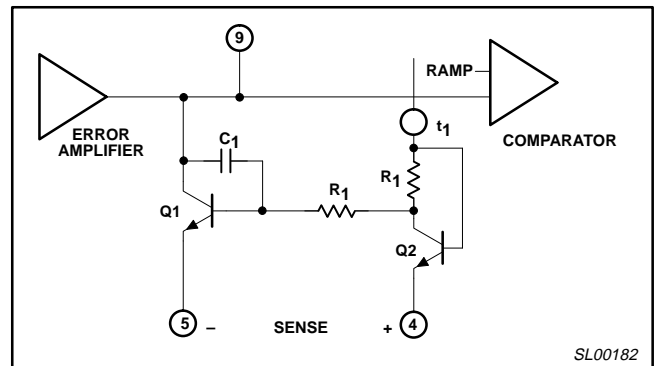 9
RAMP
t1
ERROR
AMPLIFIER
COMPARATOR
C1
R1
R1
Q1
Q2
5
–
SENSE
+
4
SL00182